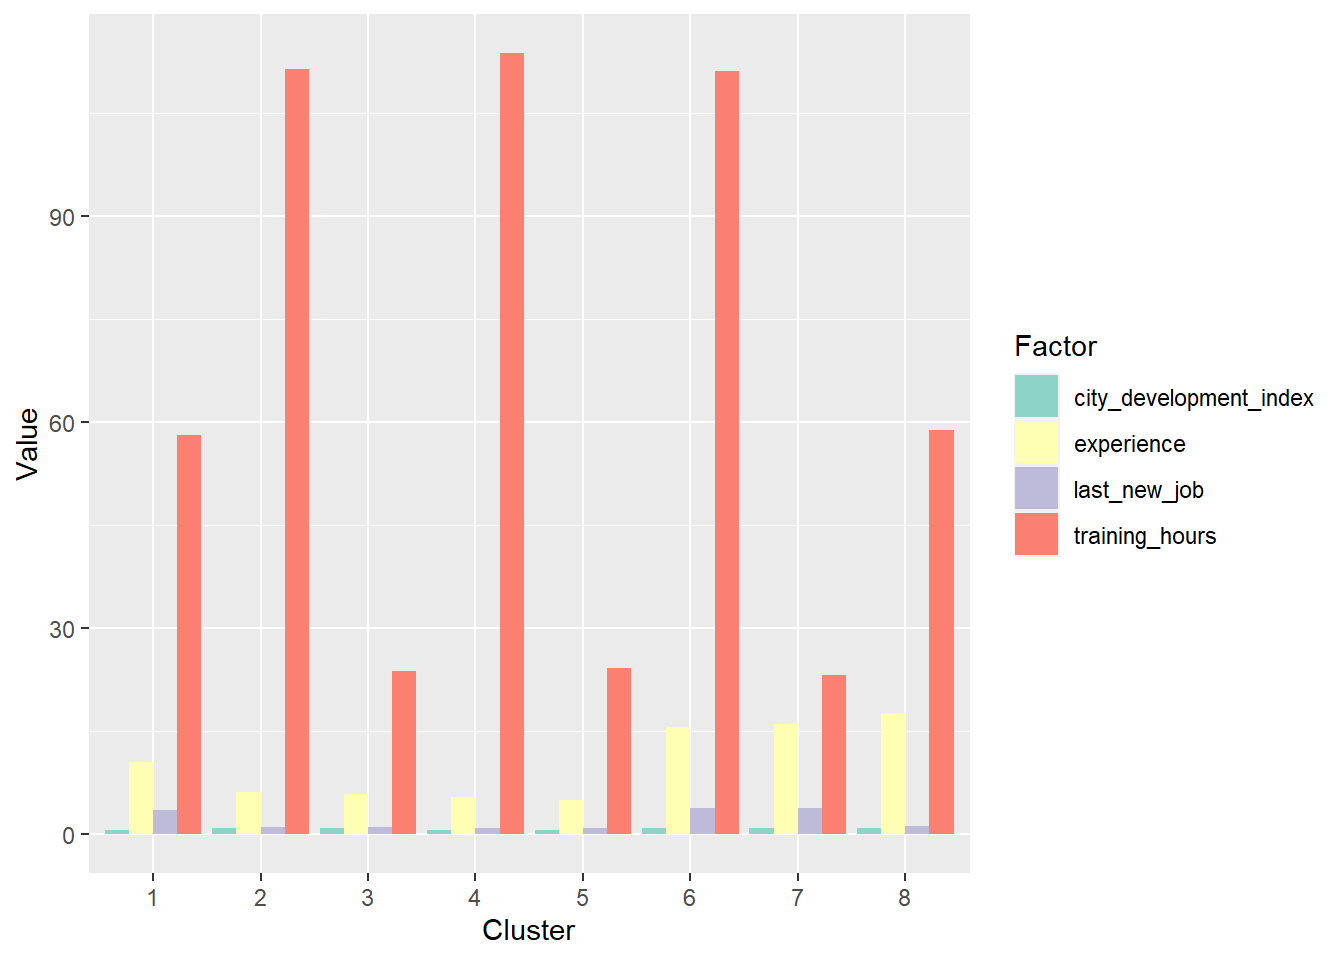 Value
90
60
30
0
1 2 3 4 5 6 7 8
Cluster
Factor
city_development_index
experience
last_new_job
training_hours